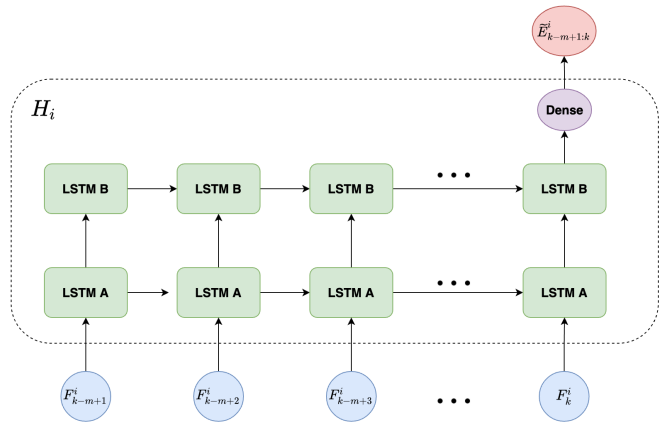 $\widetilde{E}^i_{k-m+1:k}$
$H_i$
Dense
LSTM B LSTM B LSTM B • • • LSTM B
LSTM A LSTM A LSTM A • • • LSTM A
$F^i_{k-m+1}$ $F^i_{k-m+2}$ $F^i_{k-m+3}$ • • • $F^i_k$